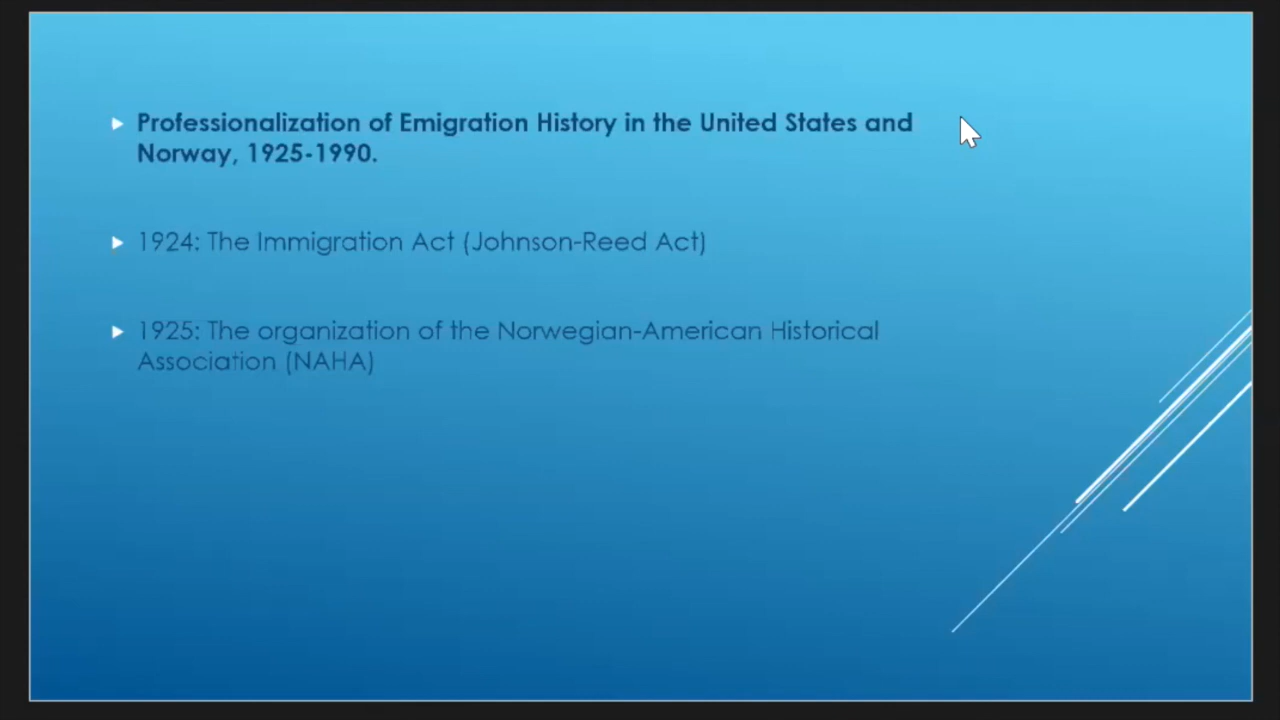 Professionalization of Emigration History in the United States and
Norway, 1925-1990.
1924: The Immigration Act (Johnson-Reed Act)
1925: The organization of the Norwegian-American Historical
Association (NAHA)